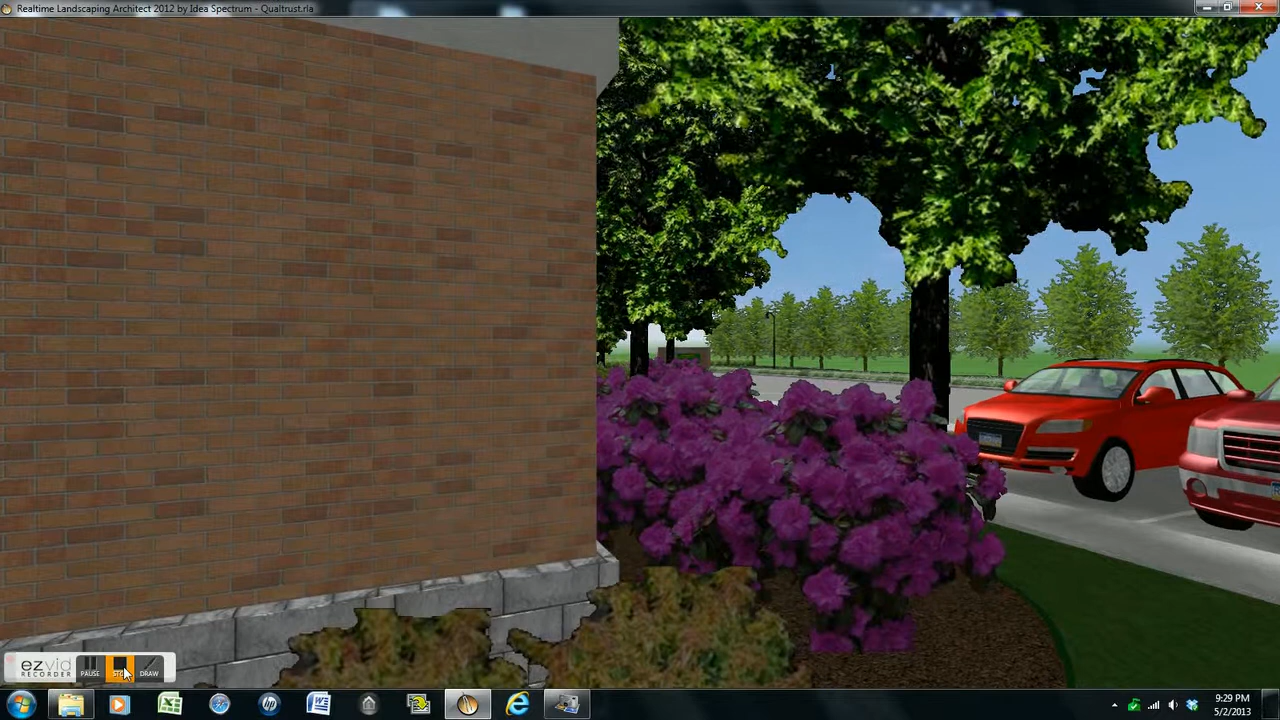 Realtime Landscaping Architect 2012 by Idea Spectrum - Qualtrust.rla
ezvid
RECORDER
PAUSE
DRAW
9:29 PM
5/2/2013